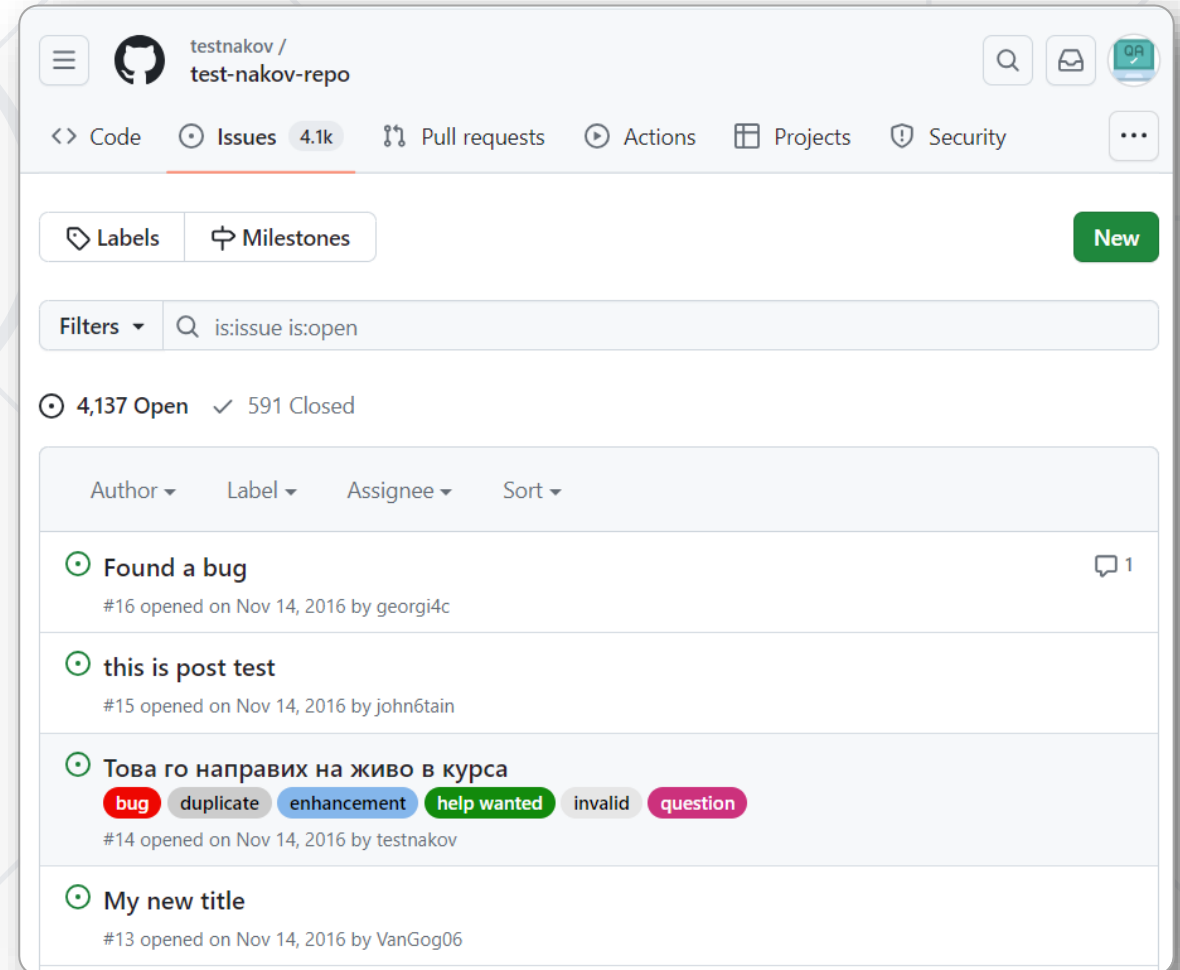 testnakov /
test-nakov-repo
QA
Code Issues 4.1k Pull requests Actions Projects Security ...
Labels Milestones New
Filters is:issue is:open
4,137 Open 591 Closed
Author Label Assignee Sort
Found a bug 1
#16 opened on Nov 14, 2016 by georgi4c
this is post test
#15 opened on Nov 14, 2016 by john6tain
Това го направих на живо в курса
bug duplicate enhancement help wanted invalid question
#14 opened on Nov 14, 2016 by testnakov
My new title
#13 opened on Nov 14, 2016 by VanGog06